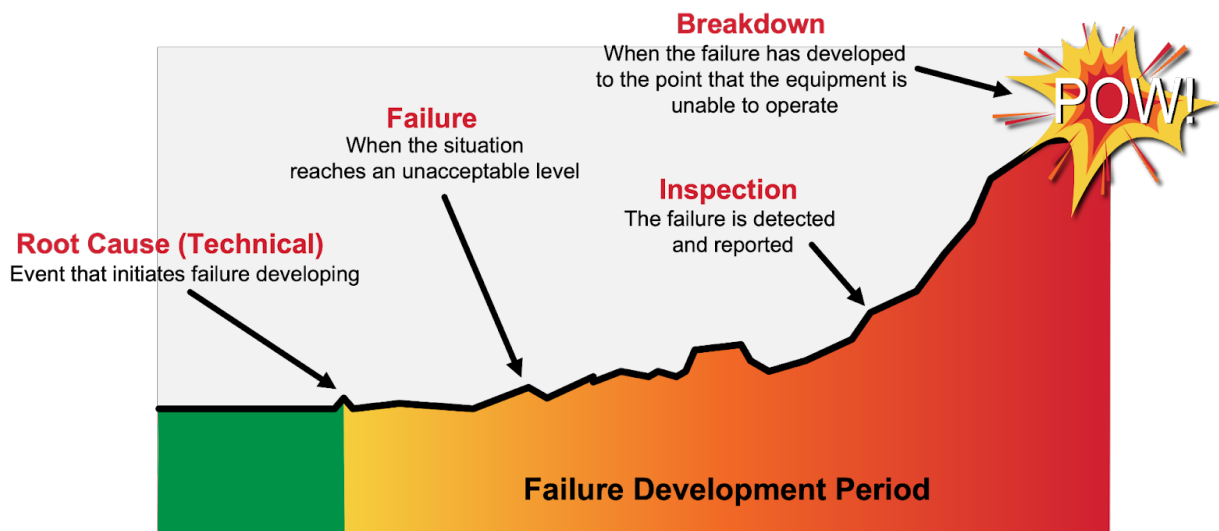 Breakdown
When the failure has developed
to the point that the equipment is
unable to operate
POW!
Failure
When the situation
reaches an unacceptable level
Inspection
The failure is detected
and reported
Root Cause (Technical)
Event that initiates failure developing
Failure Development Period